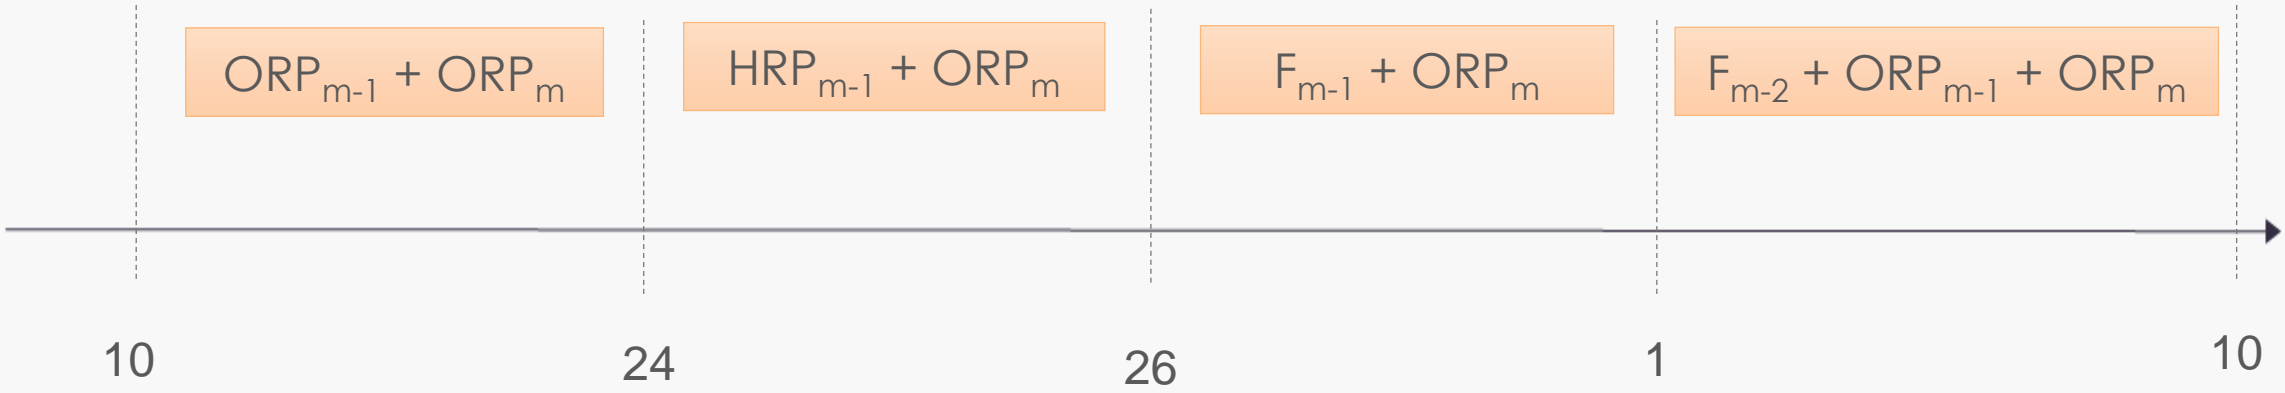 ORPm-1 + ORPm
HRPm-1 + ORPm
Fm-1 + ORPm
Fm-2 + ORPm-1 + ORPm
10
24
26
1
10